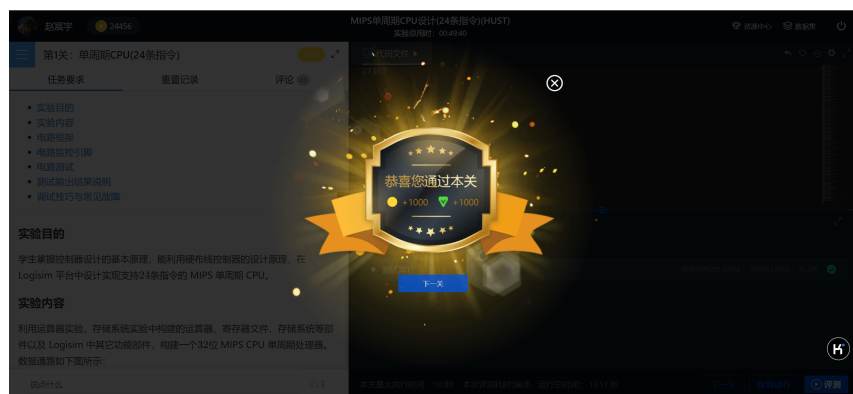 赵宸宇
24456
MIPS单周期CPU设计(24条指令)(HUST)
实验总用时：00:49:40
资源中心
数据集
第1关：单周期CPU(24条指令)
代码文件
任务要求
重置记录
评论
实验目的
实验内容
电路框架
电路监控引脚
电路测试
测试输出结果说明
调试技巧与常见故障
实验目的
学生掌握控制器设计的基本原理，能利用硬布线控制器的设计原理，在
Logisim 平台中设计实现支持24条指令的 MIPS 单周期 CPU。
实验内容
利用运算器实验，存储系统实验中构建的运算器、寄存器文件、存储系统等部
件以及 Logisim 中其它功能部件，构建一个32位 MIPS CPU 单周期处理器。
数据通路如下图所示：
说点什么
3
恭喜您通过本关
+1000
+1000
下一关
下一关
评测